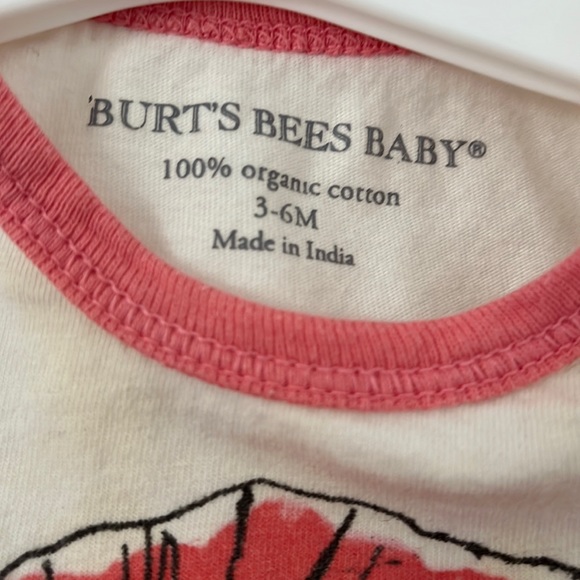 BURT'S BEES BABY®
100% organic cotton
3-6M
Made in India